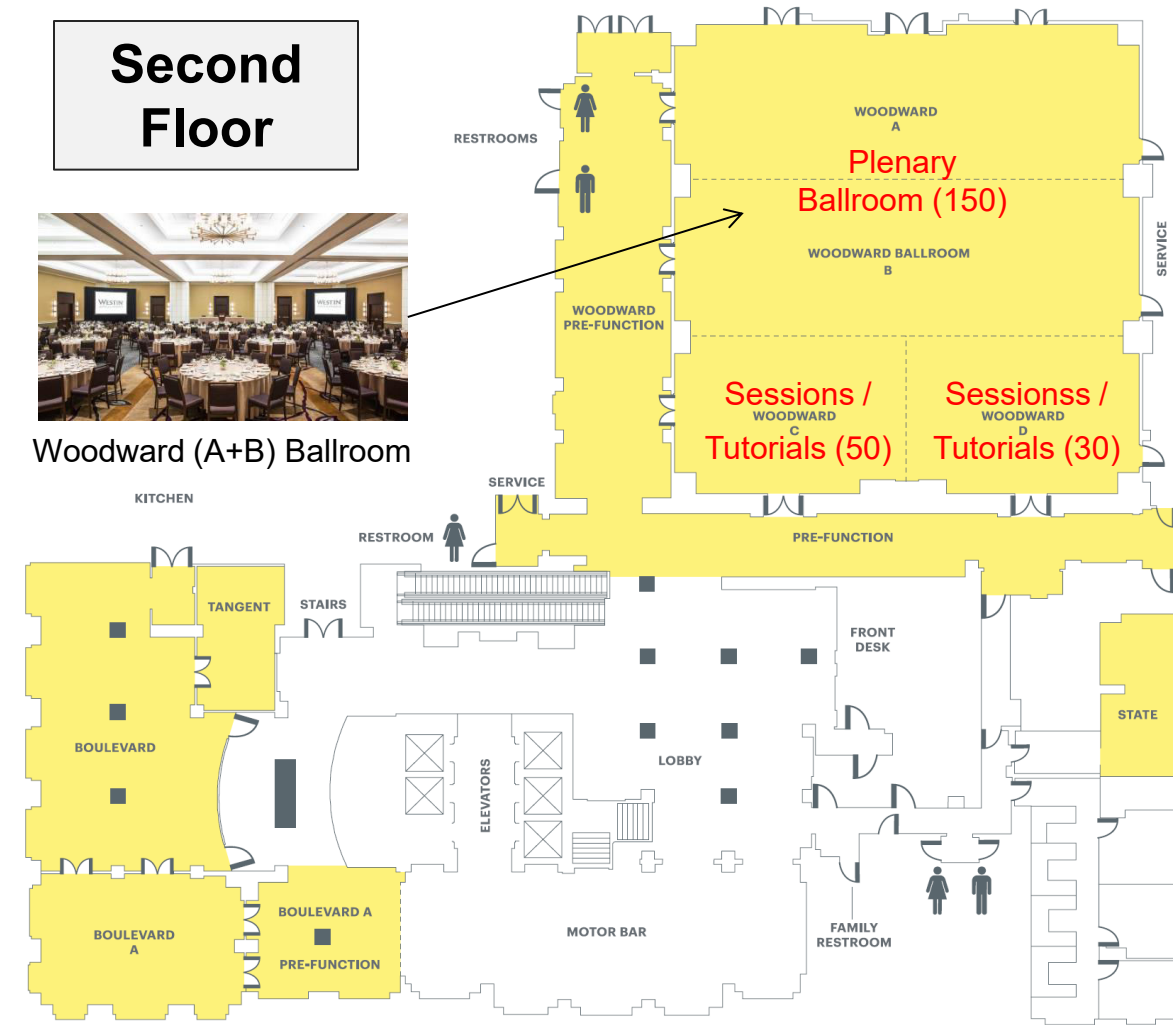 Second
Floor
RESTROOMS
WOODWARD
A
Plenary
Ballroom (150)
WOODWARD BALLROOM
B
SERVICE
WESTIN
WESTIN
WOODWARD
PRE-FUNCTION
Woodward (A+B) Ballroom
Sessions /
WOODWARD
C
Tutorials (50)
Sessionss /
WOODWARD
D
Tutorials (30)
KITCHEN
SERVICE
RESTROOM
PRE-FUNCTION
TANGENT
STAIRS
FRONT
DESK
STATE
BOULEVARD
ELEVATORS
LOBBY
BOULEVARD
A
BOULEVARD A
PRE-FUNCTION
MOTOR BAR
FAMILY
RESTROOM